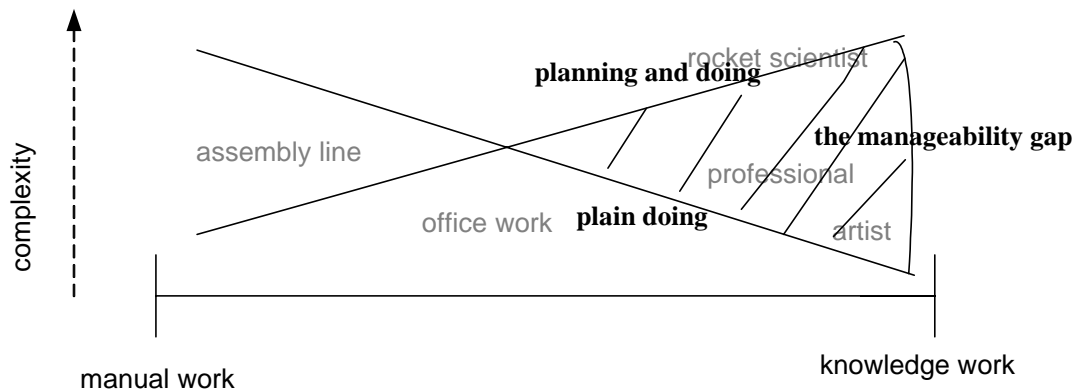 rocket scientist
planning and doing
the manageability gap
assembly line
professional
complexity
office work
plain doing
artist
manual work
knowledge work